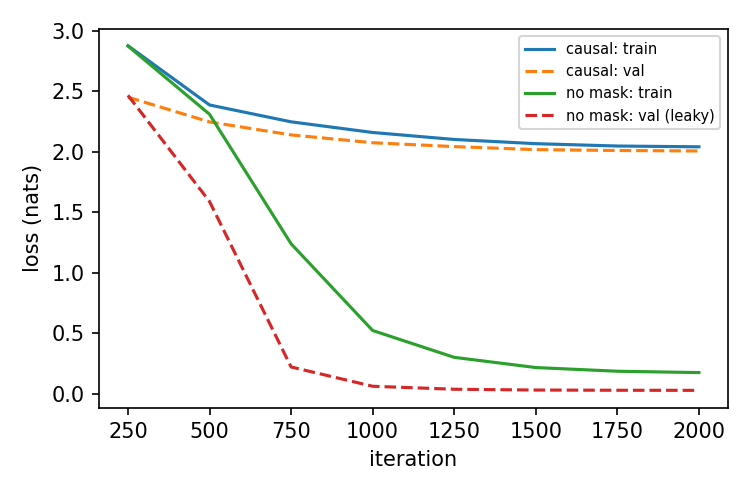 causal: train
causal: val
no mask: train
no mask: val (leaky)
3.0
2.5
2.0
1.5
1.0
0.5
0.0
loss (nats)
250 500 750 1000 1250 1500 1750 2000
iteration